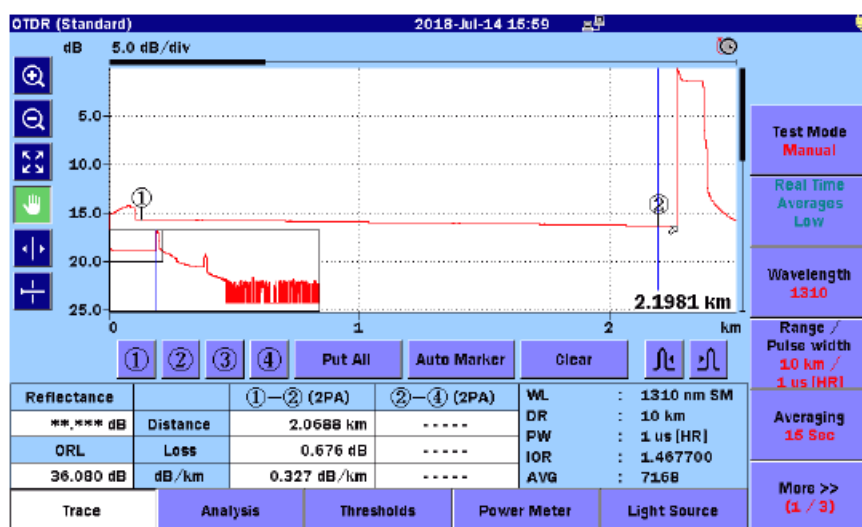 OTDR (Standard) 2018-Jul-14 15:59
dB 5.0 dB/div
5.0
10.0
15.0
20.0
25.0
① ②
2.1981 km
0 1 2 km
① ② ③ ④ Put All Auto Marker Clear
Reflectance ①－② (2PA) ②－④ (2PA)
**.*** dB Distance 2.0688 km -----
ORL Loss 0.676 dB -----
36.080 dB dB/km 0.327 dB/km -----
WL : 1310 nm SM
DR : 10 km
PW : 1 us [HR]
IOR : 1.467700
AVG : 7168
Trace Analysis Thresholds Power Meter Light Source
Test Mode
Manual
Real Time
Averages
Low
Wavelength
1310
Range /
Pulse width
10 km /
1 us [HR]
Averaging
15 Sec
More >>
(1 / 3)